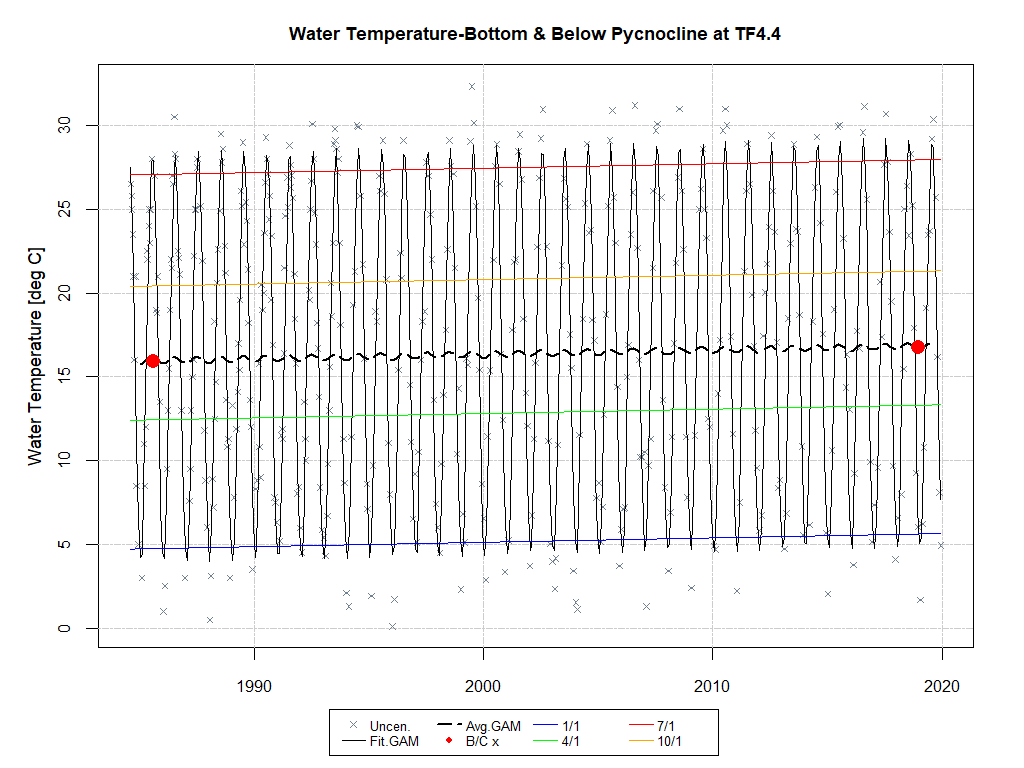 Water Temperature-Bottom & Below Pycnocline at TF4.4
Water Temperature [deg C]
30
25
20
15
10
5
0
1990 2000 2010 2020
Uncen. Avg.GAM 1/1 7/1
Fit.GAM B/C x 4/1 10/1